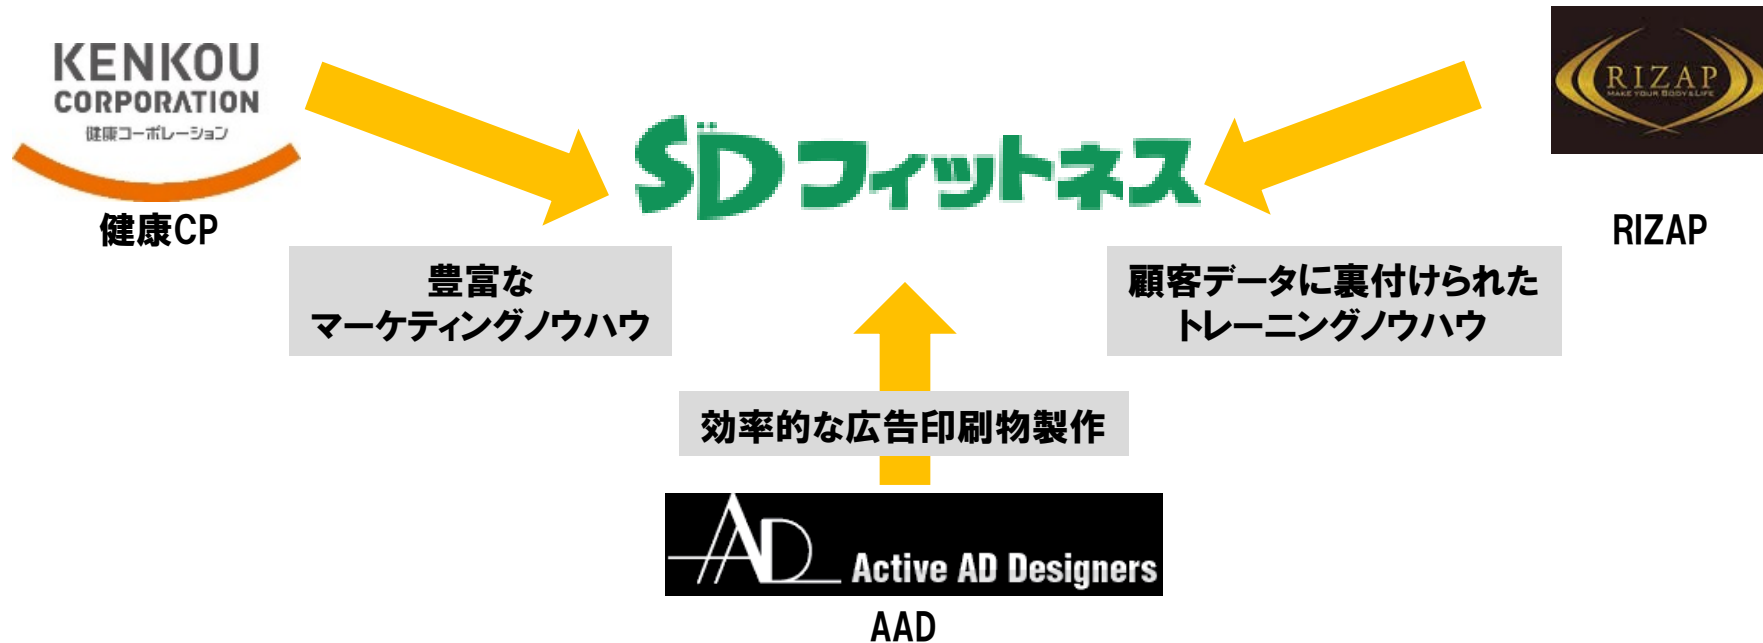 KENKOU
CORPORATION
健康コーポレーション
健康CP
SDフィットネス
RIZAP
MAKE YOUR BODY&LIFE
RIZAP
豊富な
マーケティングノウハウ
顧客データに裏付けられた
トレーニングノウハウ
効率的な広告印刷物製作
AD Active AD Designers
AAD